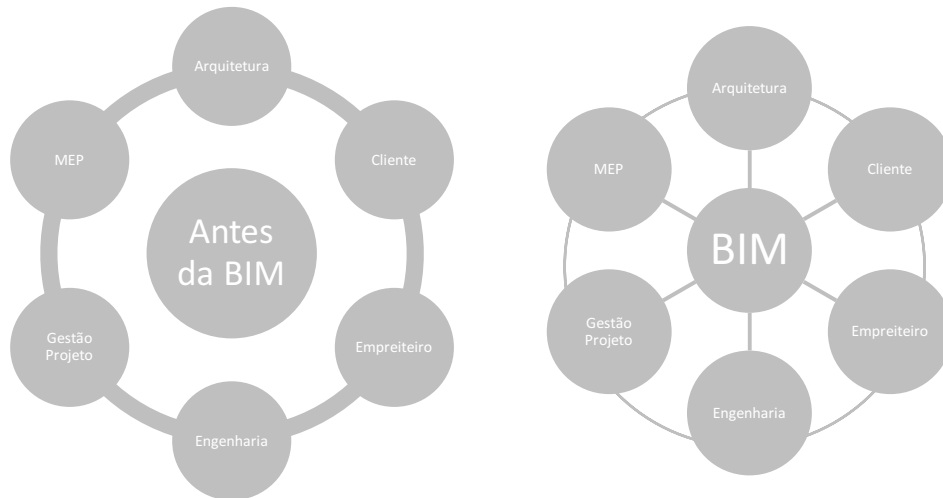 Arquitetura
MEP
Cliente
Antes
da BIM
Gestão
Projeto
Empreiteiro
Engenharia
Arquitetura
MEP
Cliente
BIM
Gestão
Projeto
Empreiteiro
Engenharia